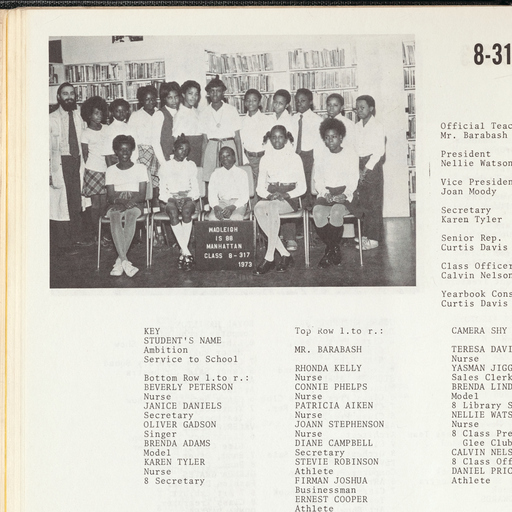 8-31
WADLEIGH
IS 88
MANHATTAN
CLASS 8-317
1973
Official Teac
Mr. Barabash
President
Nellie Watson
Vice Presiden
Joan Moody
Secretary
Karen Tyler
Senior Rep.
Curtis Davis
Class Officer
Calvin Nelson
Yearbook Cons
Curtis Davis
KEY
STUDENT'S NAME
Ambition
Service to School
Bottom Row l.to r.:
BEVERLY PETERSON
Nurse
JANICE DANIELS
Secretary
OLIVER GADSON
Singer
BRENDA ADAMS
Model
KAREN TYLER
Nurse
8 Secretary
Top Row l.to r.:
MR. BARABASH
RHONDA KELLY
Nurse
CONNIE PHELPS
Nurse
PATRICIA AIKEN
Nurse
JOANN STEPHENSON
Nurse
DIANE CAMPBELL
Secretary
STEVIE ROBINSON
Athlete
FIRMAN JOSHUA
Businessman
ERNEST COOPER
Athlete
CAMERA SHY
TERESA DAVI
Nurse
YASMAN JIGG
Sales Clerk
BRENDA LIND
Model
8 Library S
NELLIE WATS
Nurse
8 Class Pre
Glee Club
CALVIN NELS
8 Class Off
DANIEL PRIC
Athlete